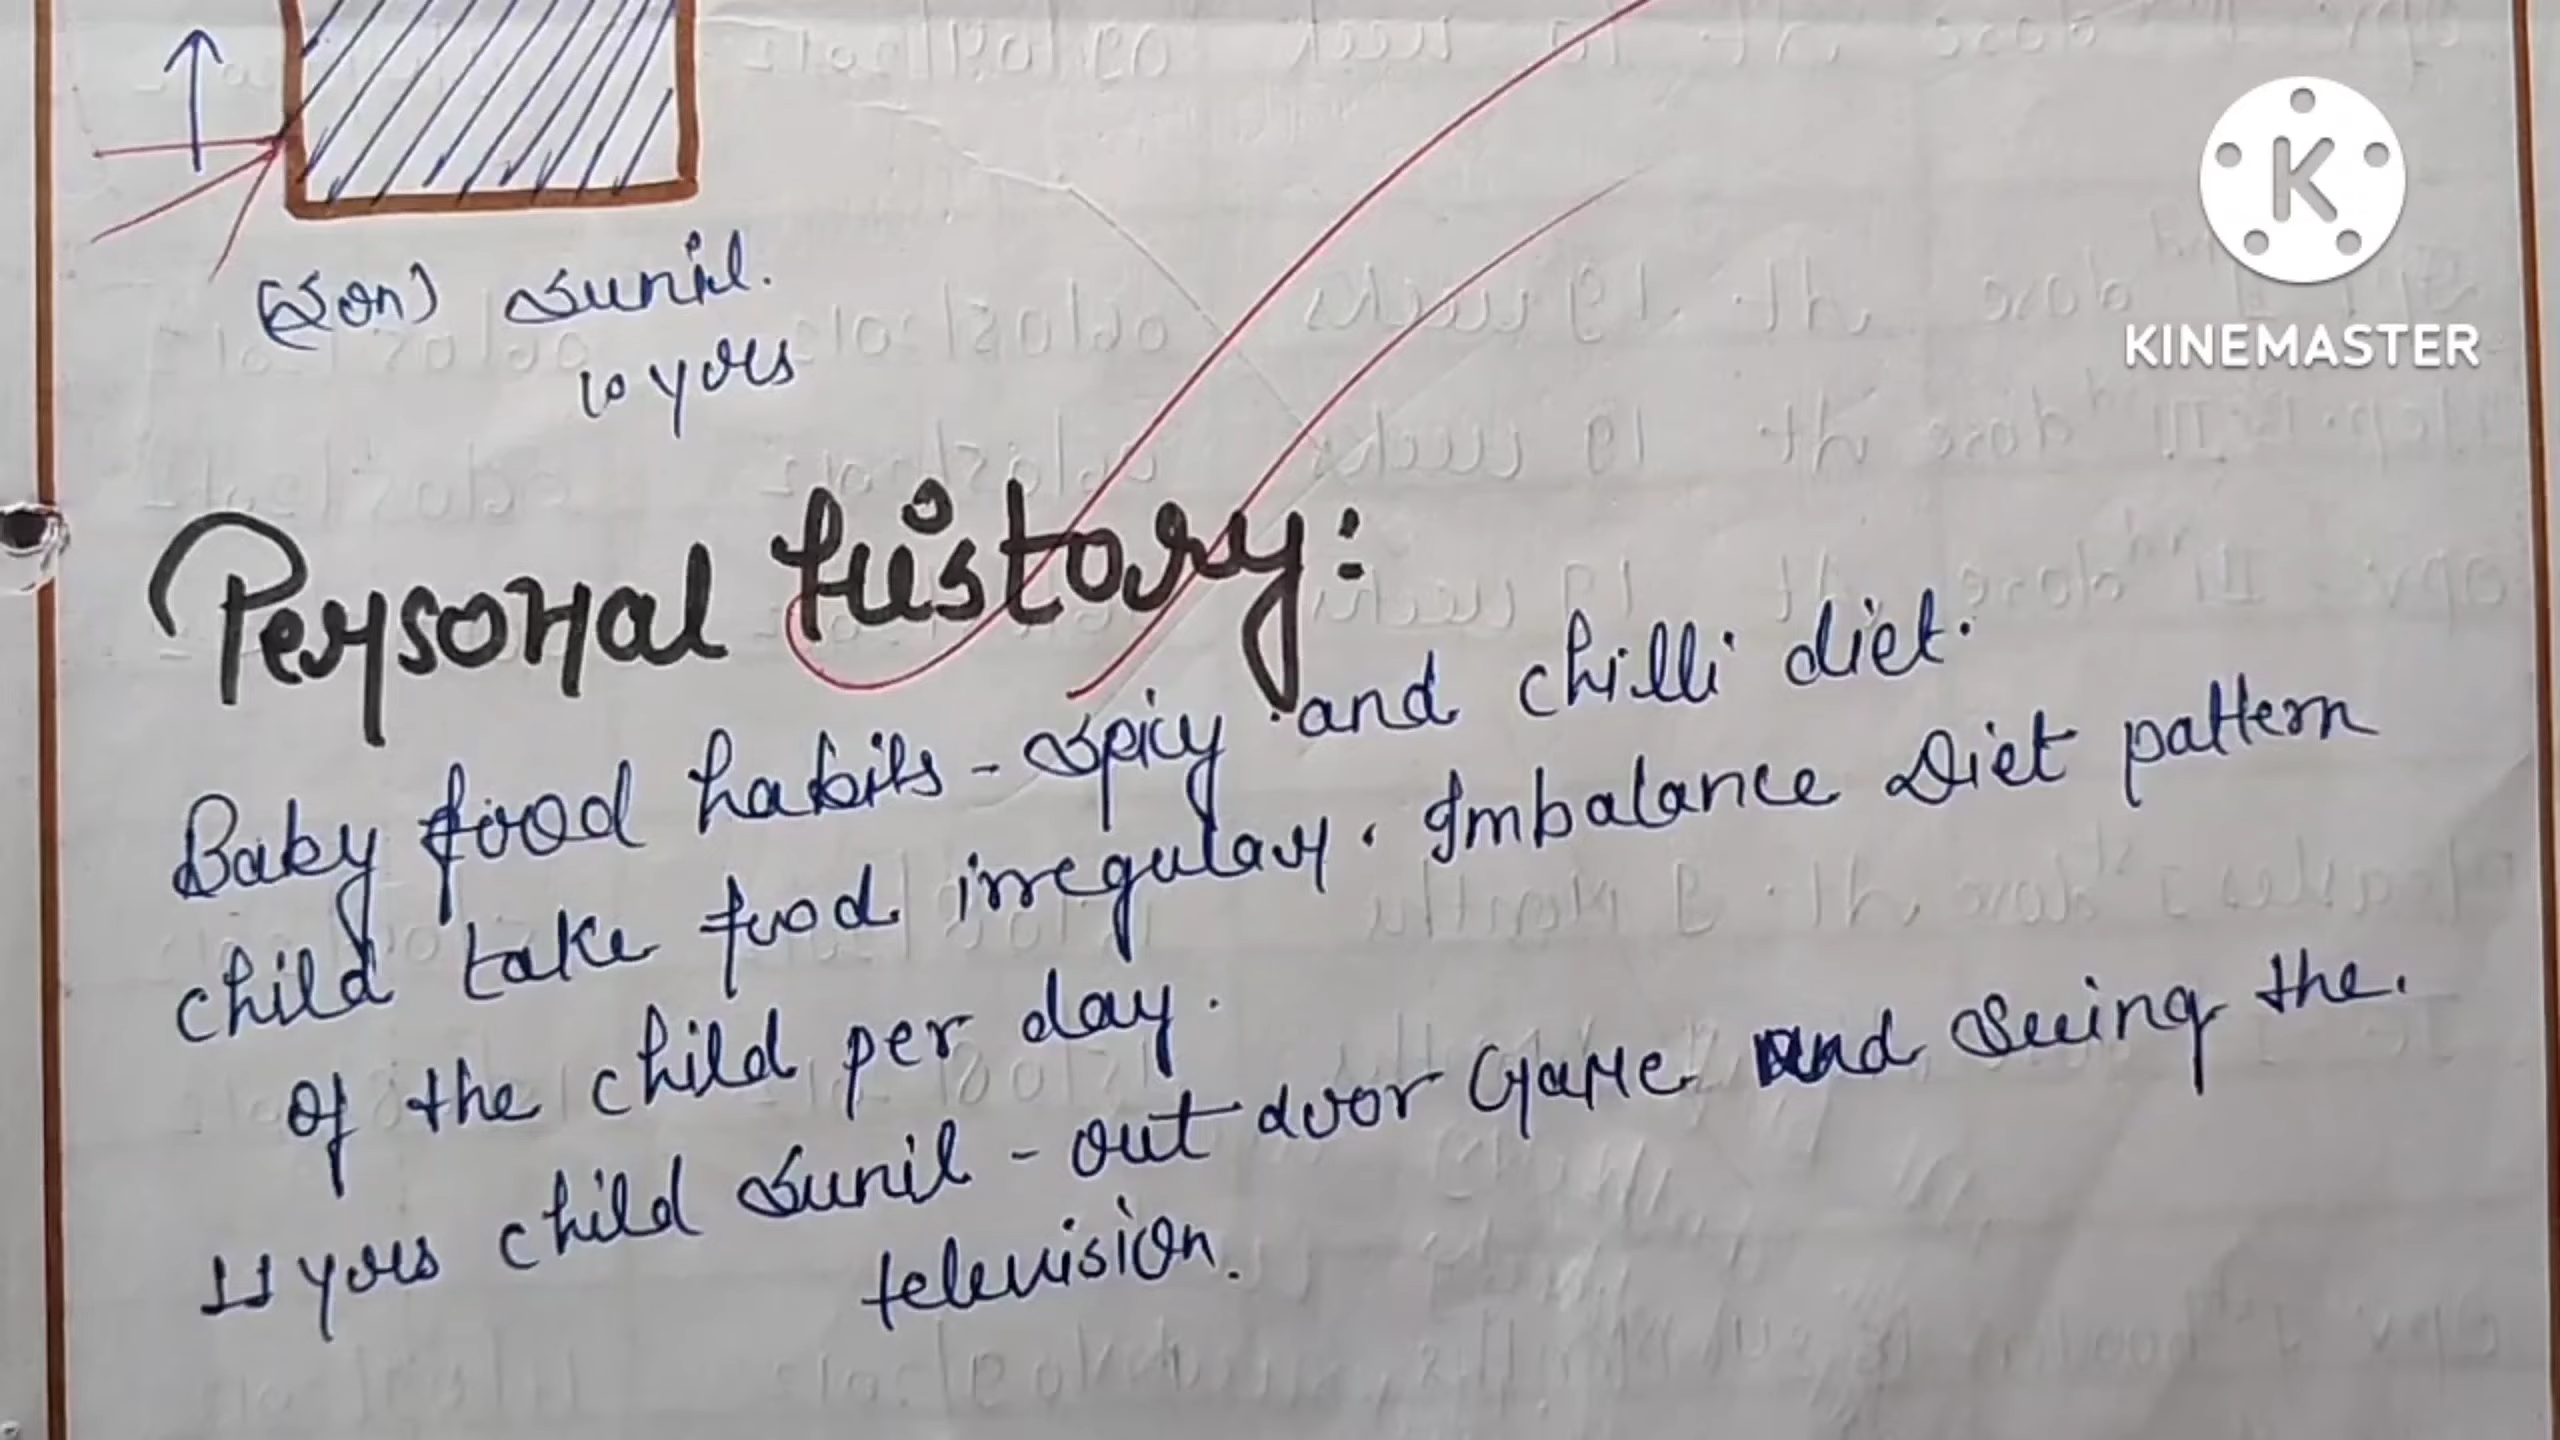 (Son) Sunil.
10 yrs
KINEMASTER
Personal history:
Baby food habits - spicy and chilli diet.
child take food irregular. Imbalance Diet pattern
of the child per day.
11 yrs child Sunil - out door Game and Seeing the.
television.